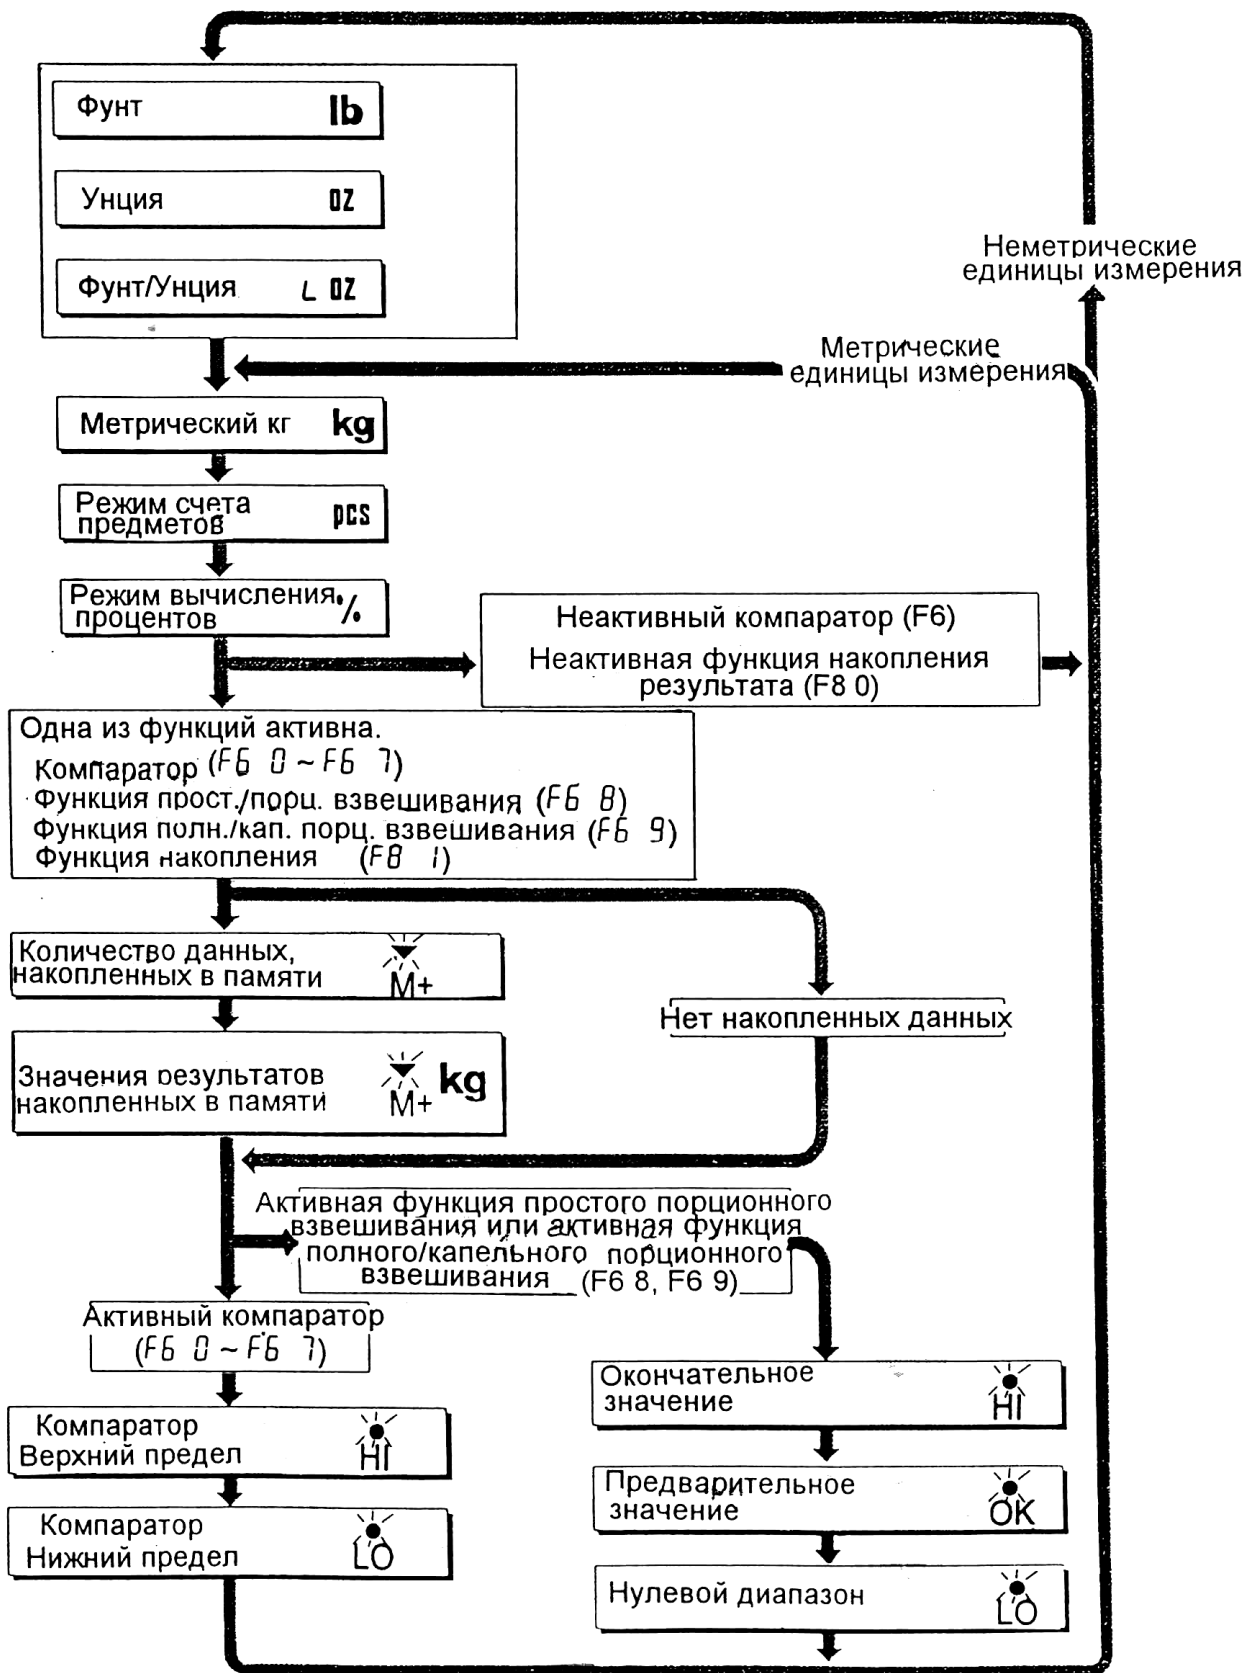 Фунт lb
Унция oz
Фунт/Унция L oz
Неметрические
единицы измерения
Метрические
единицы измерения
Метрический кг kg
Режим счета
предметов pcs
Режим вычисления
процентов %
Неактивный компаратор (F6)
Неактивная функция накопления
результата (F8 0)
Одна из функций активна.
Компаратор (F6 0 ~ F6 7)
Функция прост./порц. взвешивания (F6 8)
Функция полн./кап. порц. взвешивания (F6 9)
Функция накопления (F8 1)
Количество данных,
накопленных в памяти M+
Нет накопленных данных
Значения результатов kg
накопленных в памяти M+
Активная функция простого порционного
взвешивания или активная функция
полного/капельного порционного
взвешивания (F6 8, F6 9)
Активный компаратор
(F6 0 ~ F6 7)
Компаратор
Верхний предел HI
Компаратор
Нижний предел LO
Окончательное
значение HI
Предварительное
значение OK
Нулевой диапазон LO